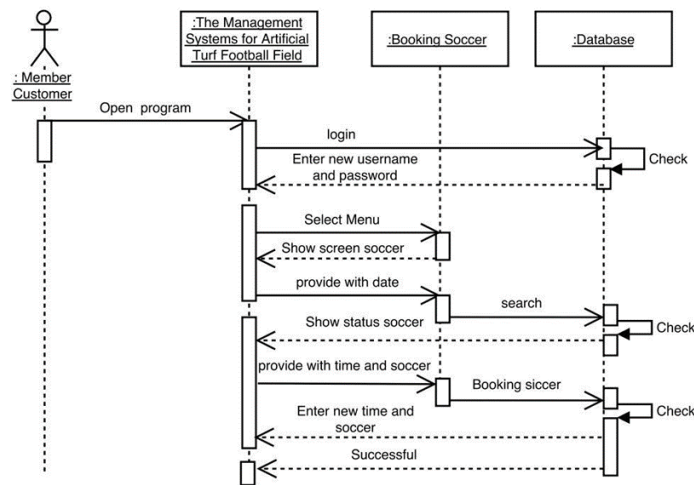 :The Management
Systems for Artificial
Turf Football Field
:Booking Soccer
:Database
: Member
Customer
Open program
login
Check
Enter new username
and password
Select Menu
Show screen soccer
provide with date
search
Show status soccer
Check
provide with time and soccer
Booking siccer
Check
Enter new time and
soccer
Successful